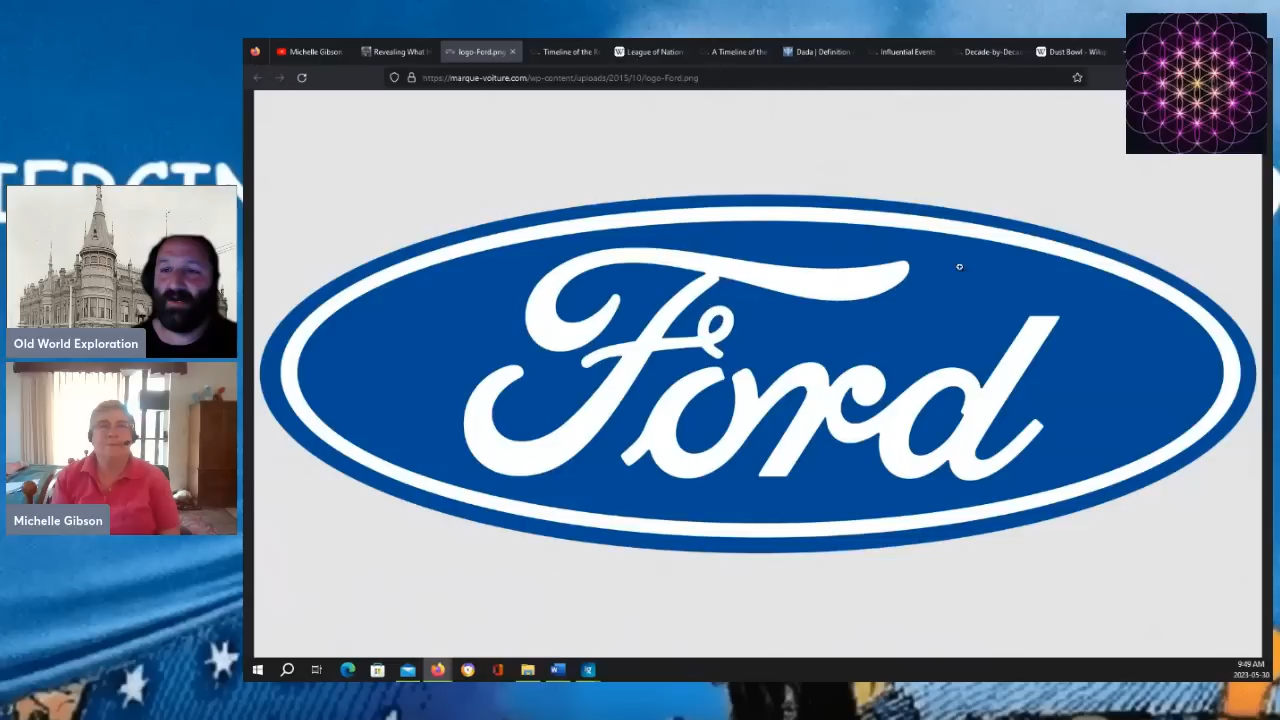 Michelle Gibson
Revealing What
logo-Ford.png
Timeline of the
League of Nation
A Timeline of the
Dada | Definition
Influential Events
Decade-by-Deca
Dust Bowl - Wiki
https://marque-voiture.com/wp-content/uploads/2015/10/logo-Ford.png
Ford
Old World Exploration
Michelle Gibson
9:49 AM
2023-05-30